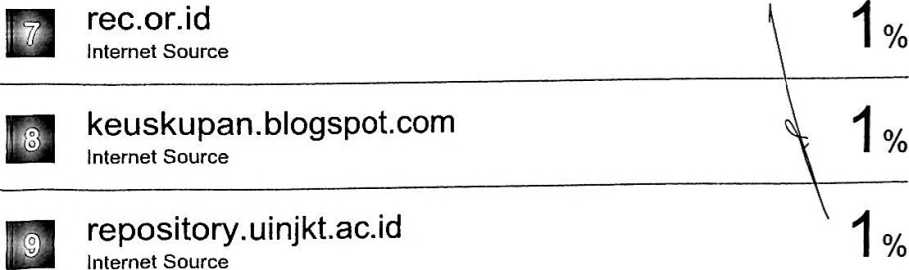 7 rec.or.id 1%
Internet Source
8 keuskupan.blogspot.com 1%
Internet Source
9 repository.uinjkt.ac.id 1%
Internet Source